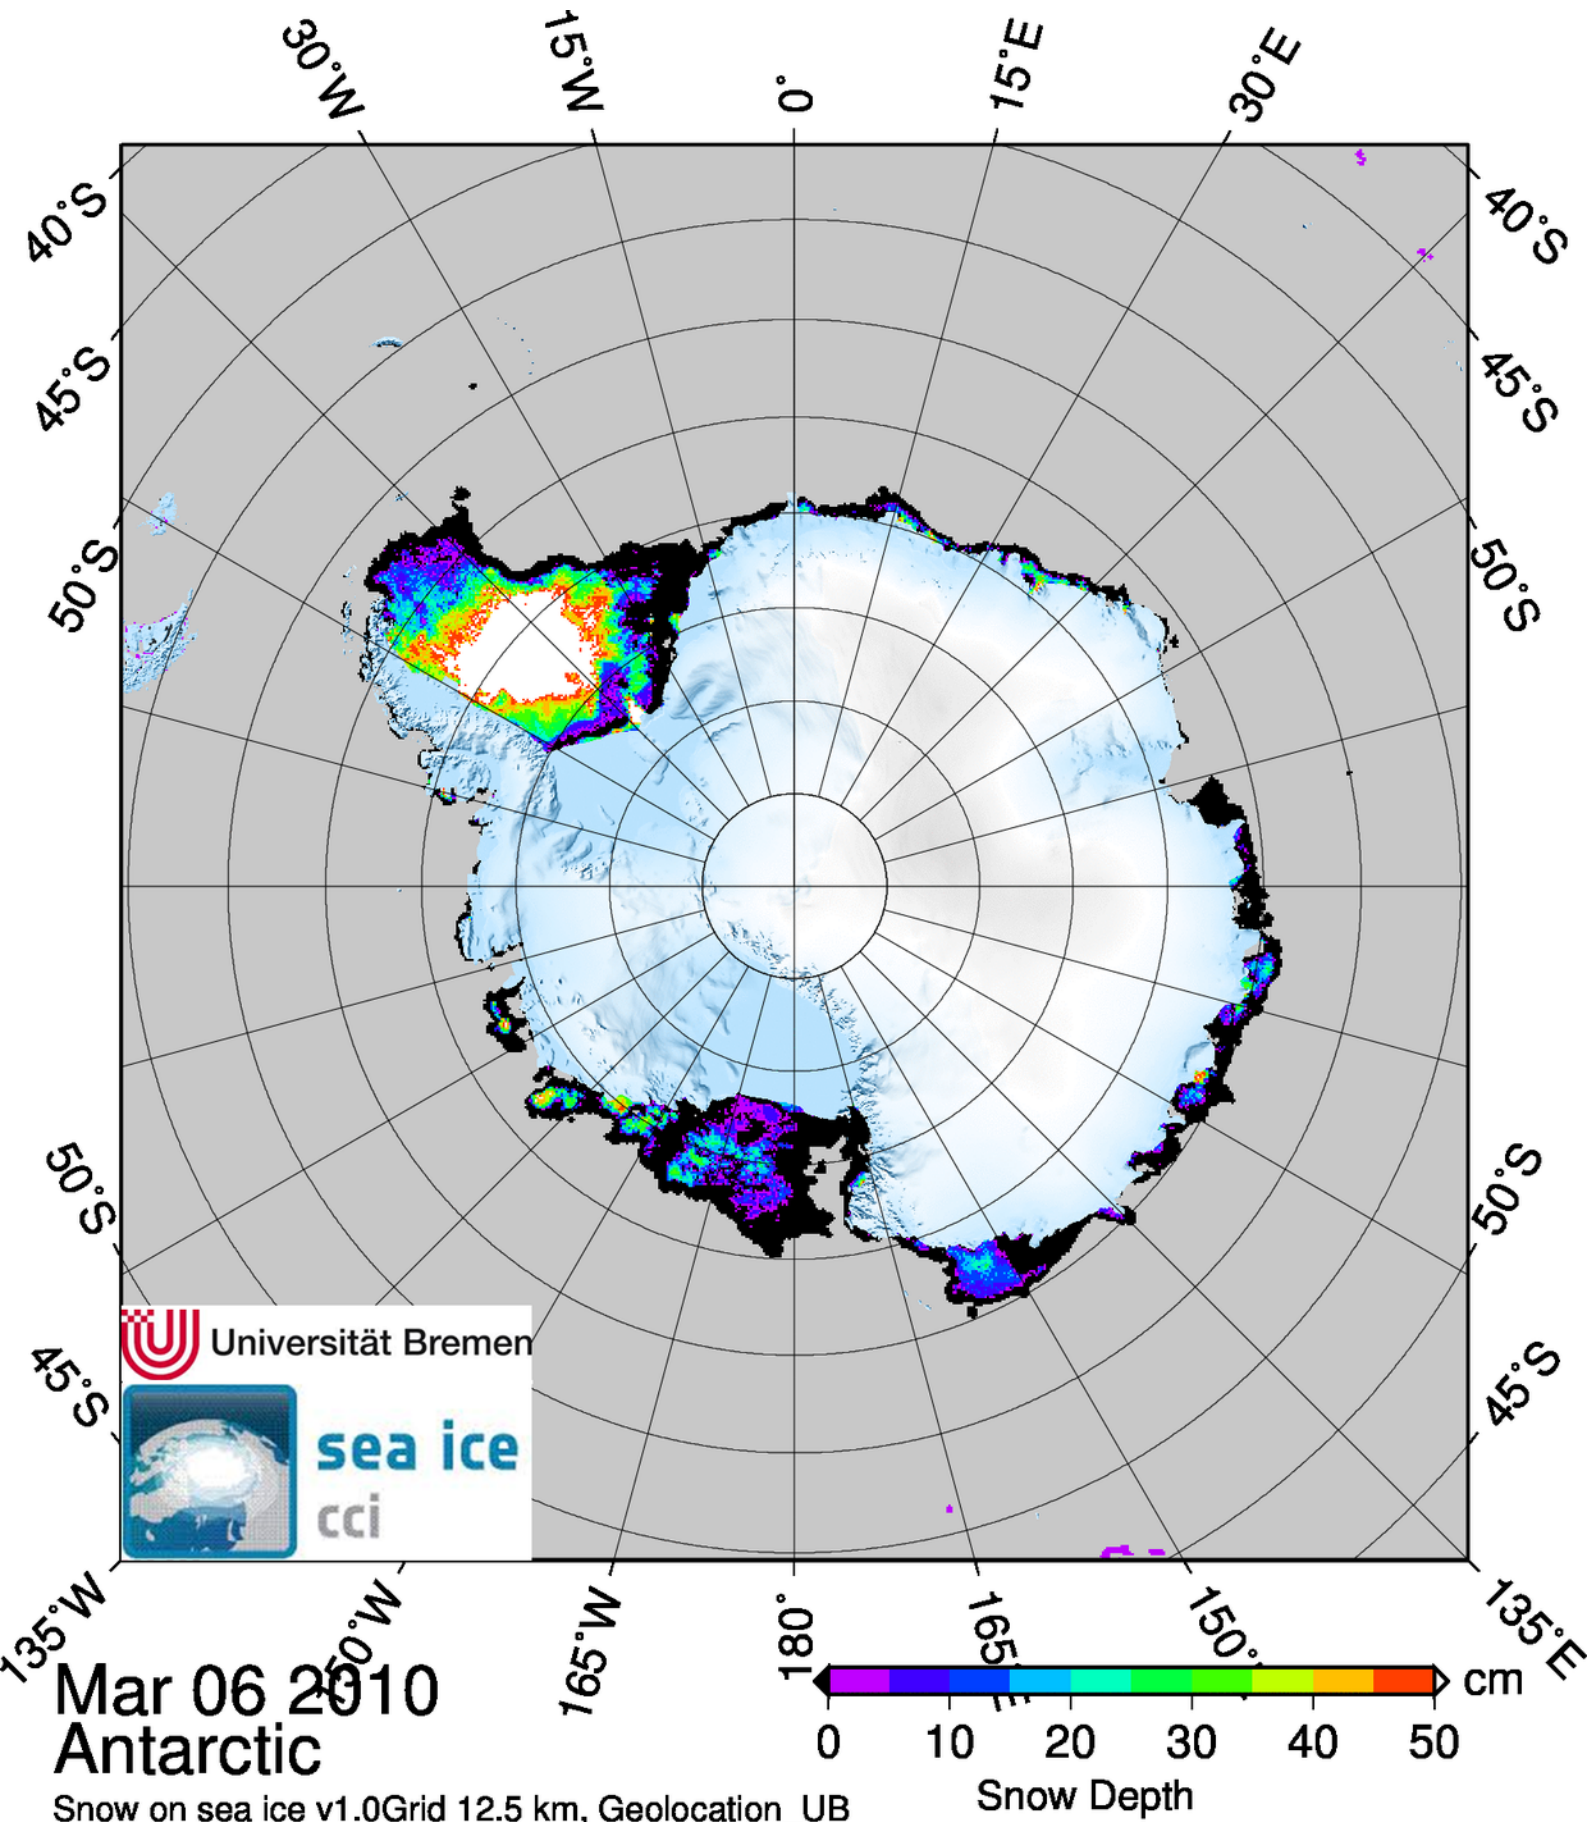 30°W
15°W
0°
15°E
30°E
40°S
40°S
45°S
45°S
50°S
50°S
50°S
50°S
45°S
45°S
Universität Bremen
sea ice
cci
135°W
165°W
180°
150°
135°E
Mar 06 2010
Antarctic
Snow on sea ice v1.0Grid 12.5 km, Geolocation UB
cm
0 10 20 30 40 50
Snow Depth